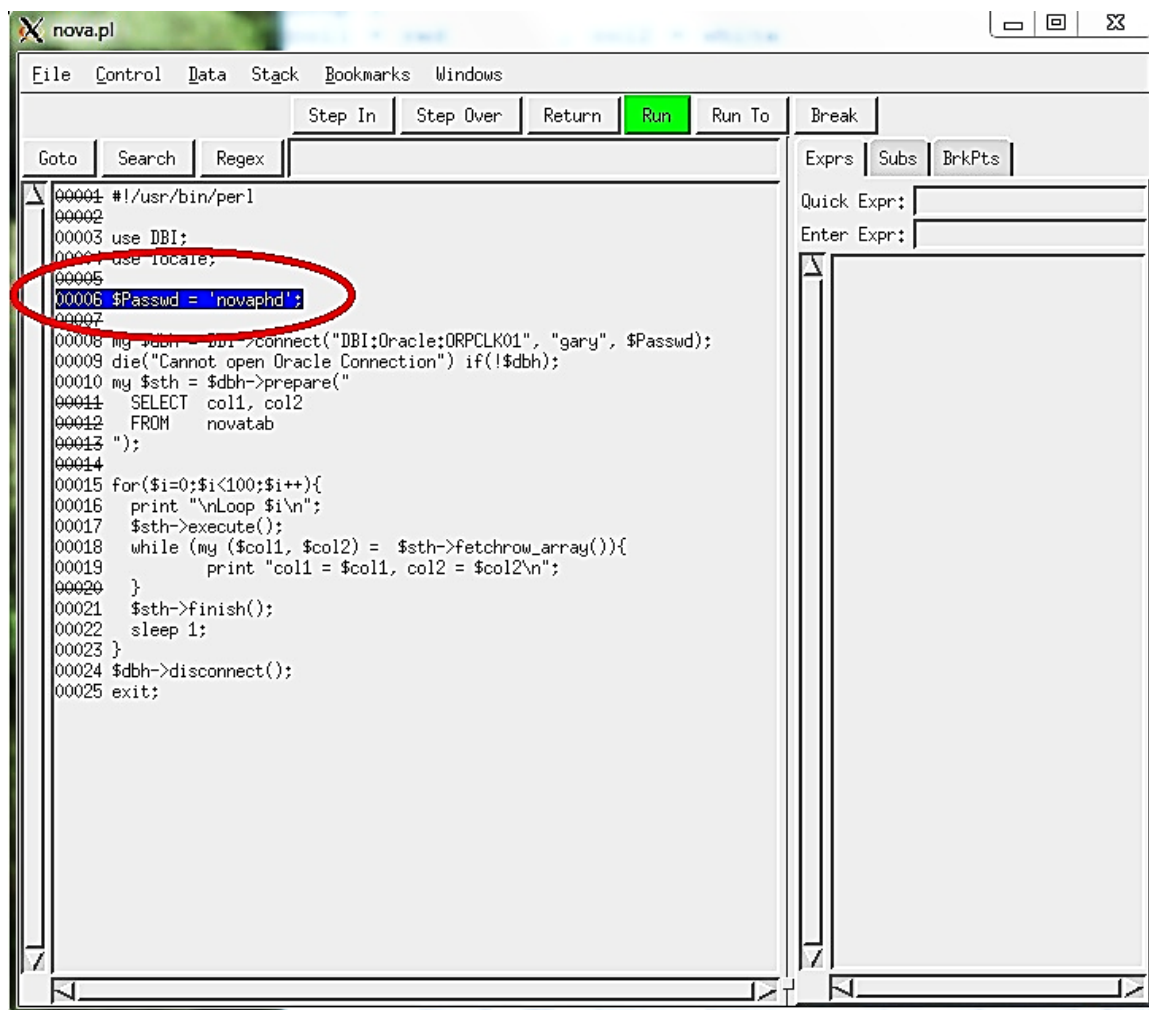 nova.pl
File Control Data Stack Bookmarks Windows
Step In Step Over Return Run Run To Break
Goto Search Regex
Exprs Subs BrkPts
Quick Expr:
Enter Expr:
00001 #!/usr/bin/perl
00002
00003 use DBI;
00004 use locale;
00005
00006 $Passwd = 'novaphd';
00007
00008 my $dbh = DBI->connect("DBI:Oracle:ORPCLK01", "gary", $Passwd);
00009 die("Cannot open Oracle Connection") if(!$dbh);
00010 my $sth = $dbh->prepare("
00011   SELECT  col1, col2
00012   FROM    novatab
00013 ");
00014
00015 for($i=0;$i<100;$i++){
00016   print "\nLoop $i\n";
00017   $sth->execute();
00018   while (my ($col1, $col2) =  $sth->fetchrow_array()){
00019           print "col1 = $col1, col2 = $col2\n";
00020   }
00021   $sth->finish();
00022   sleep 1;
00023 }
00024 $dbh->disconnect();
00025 exit;